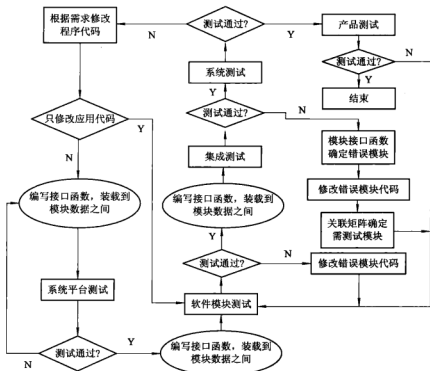 根据需求修改
程序代码
N
测试通过?
Y
产品测试
系统测试
测试通过?
N
Y
Y
结束
只修改应用代码
Y
N
测试通过?
N
模块接口函数
确定错误模块
Y
集成测试
修改错误模块代码
编写接口函数，装载到
模块数据之间
编写接口函数，装载到
模块数据之间
关联矩阵确定
需测试模块
Y
测试通过?
N
修改错误模块代码
系统平台测试
Y
软件模块测试
测试通过?
N
Y
编写接口函数，装载到
模块数据之间